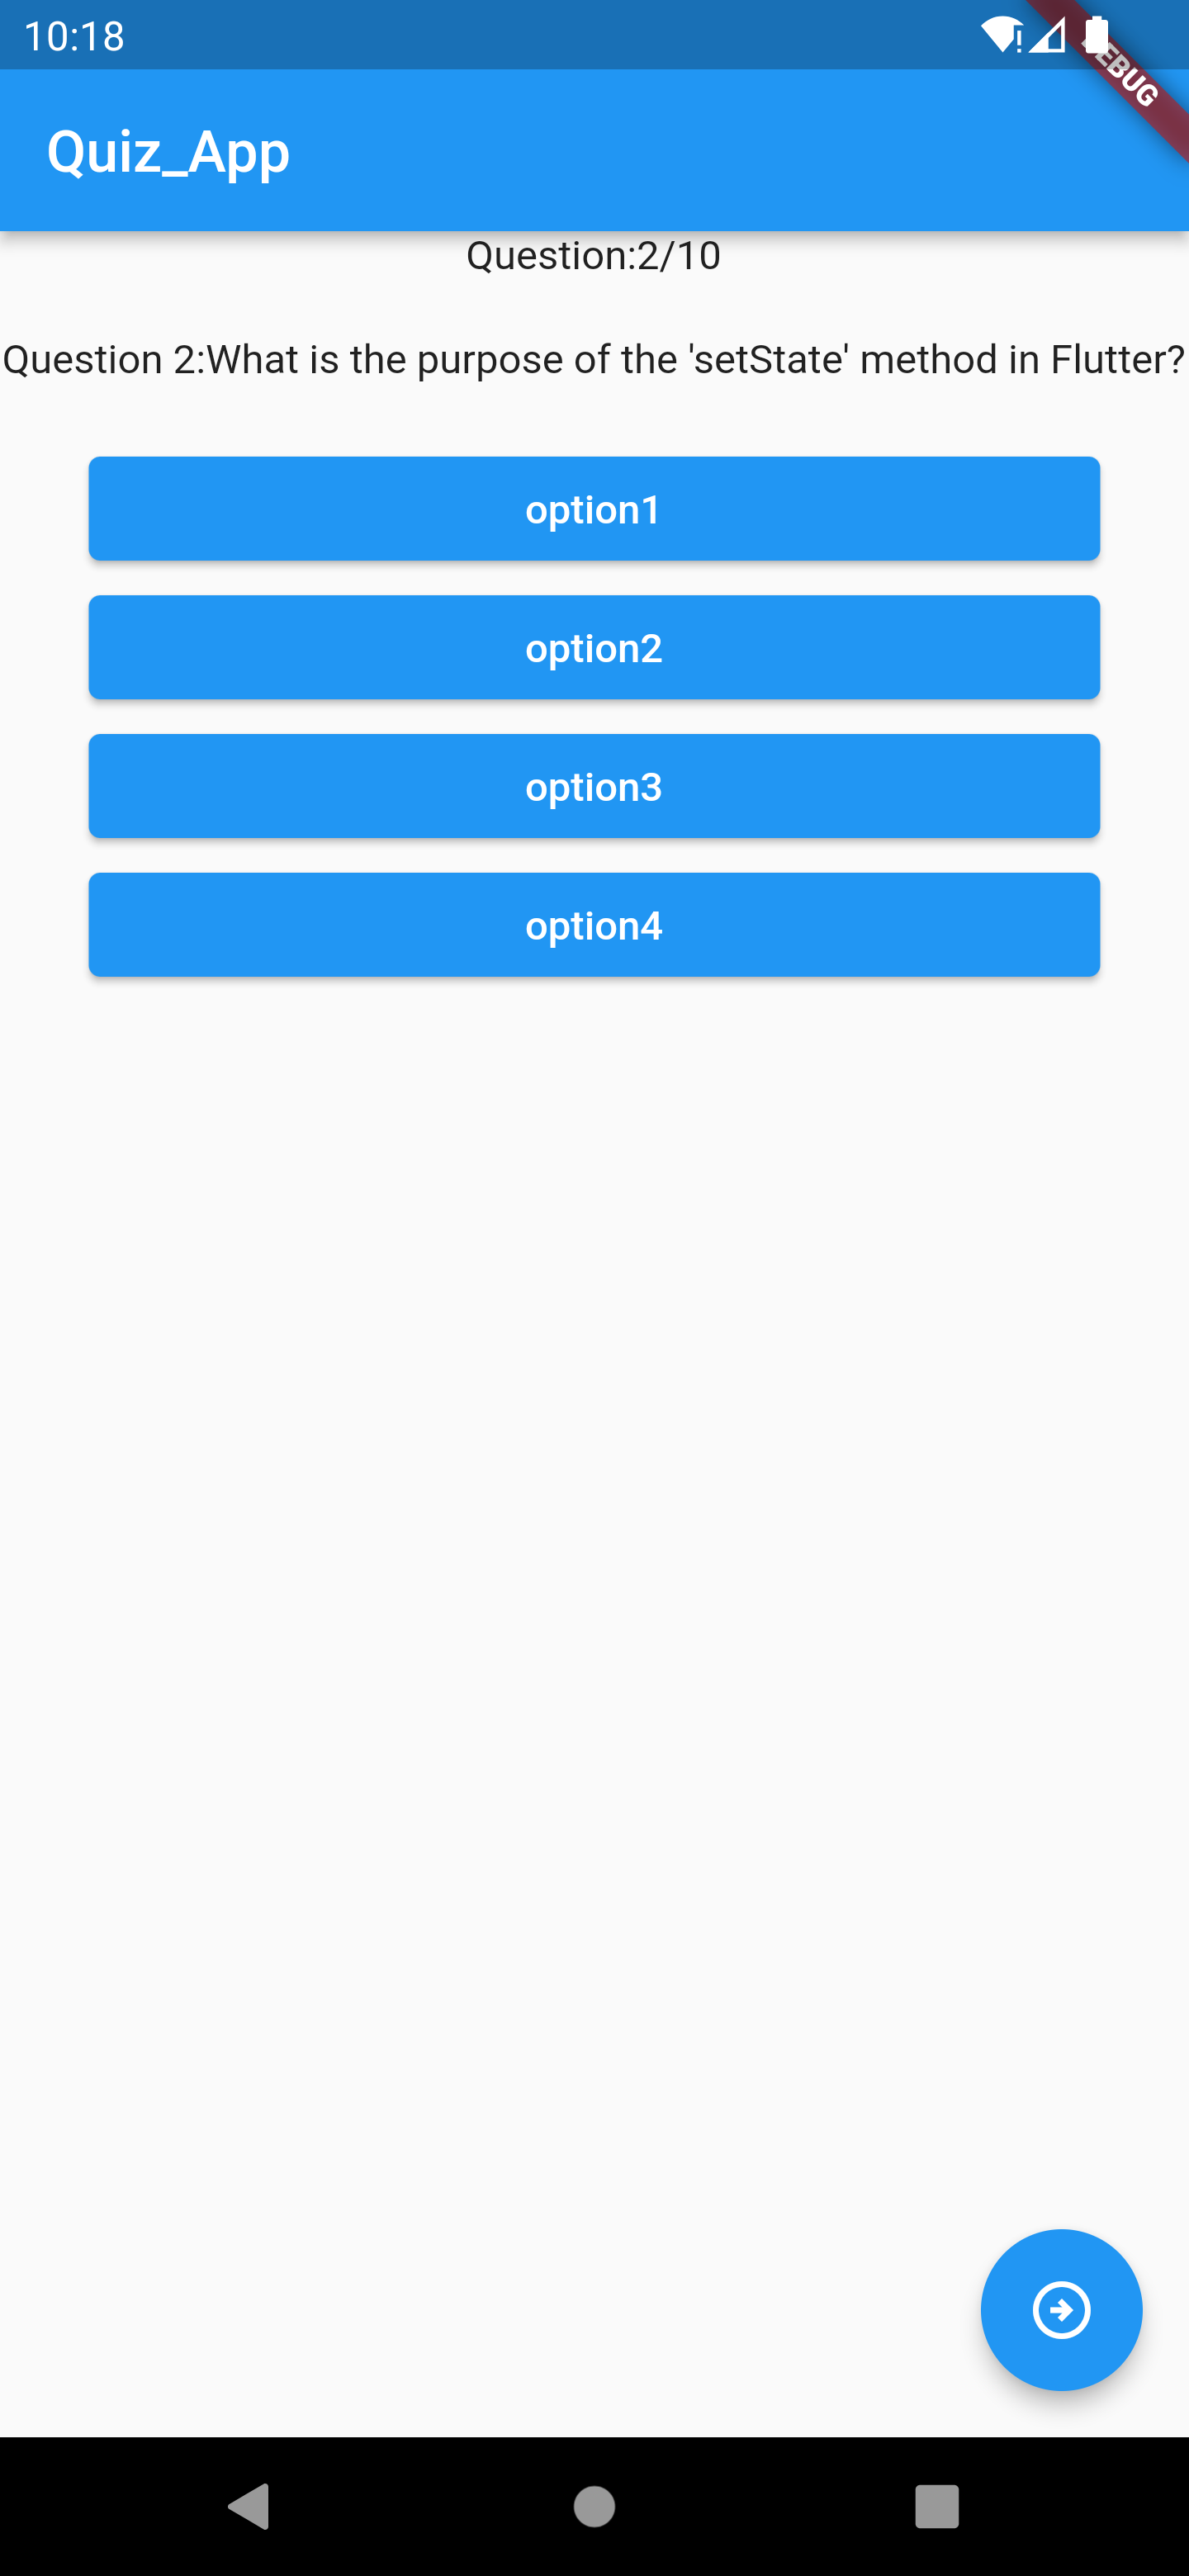 10:18
DEBUG
Quiz_App
Question:2/10
Question 2:What is the purpose of the 'setState' method in Flutter?
option1
option2
option3
option4